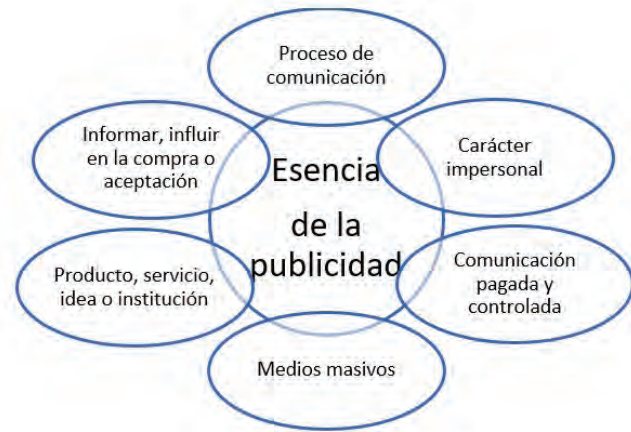 Proceso de
comunicación
Informar, influir
en la compra o
aceptación
Carácter
impersonal
Esencia
de la
publicidad
Producto, servicio,
idea o institución
Comunicación
pagada y
controlada
Medios masivos